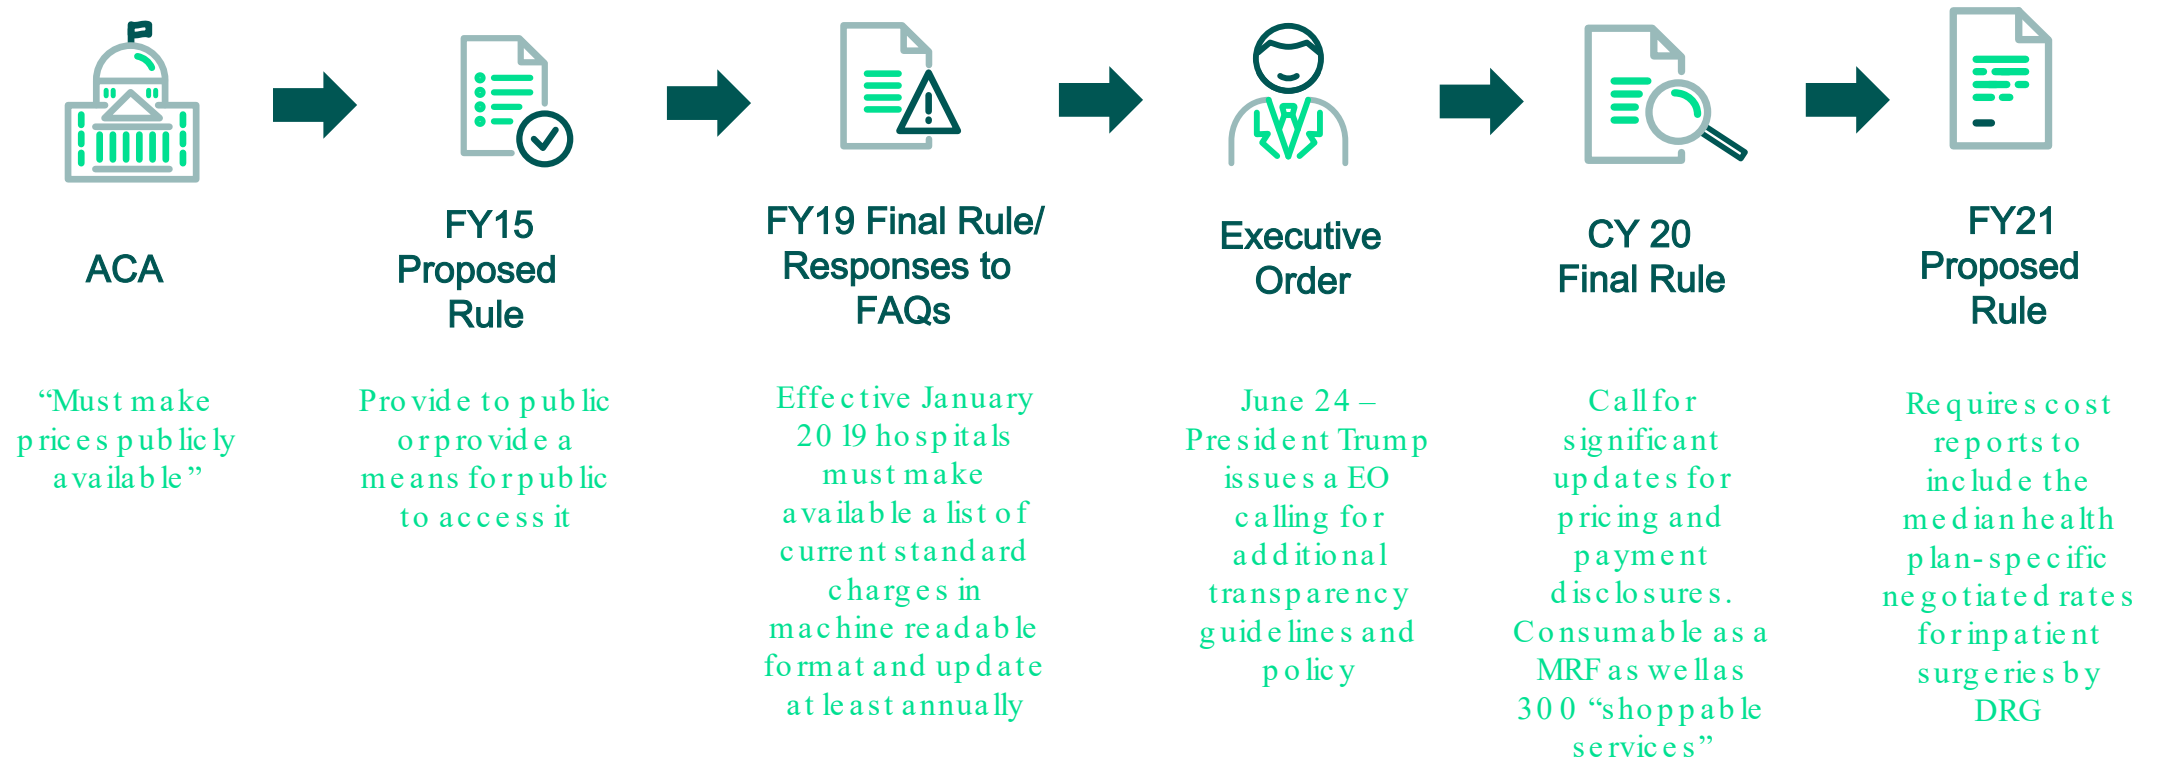 ACA
“Must make
prices publicly
available”
FY15
Proposed
Rule
Provide to public
or provide a
means for public
to access it
FY19 Final Rule/
Responses to
FAQs
Effective January
2019 hospitals
must make
available a list of
current standard
charges in
machine readable
format and update
at least annually
Executive
Order
June 24 –
President Trump
issues a EO
calling for
additional
transparency
guidelines and
policy
CY 20
Final Rule
Call for
significant
updates for
pricing and
payment
disclosures.
Consumable as a
MRF as well as
300 “shoppable
services”
FY21
Proposed
Rule
Requires cost
reports to
include the
median health
plan-specific
negotiated rates
for inpatient
surgeries by
DRG